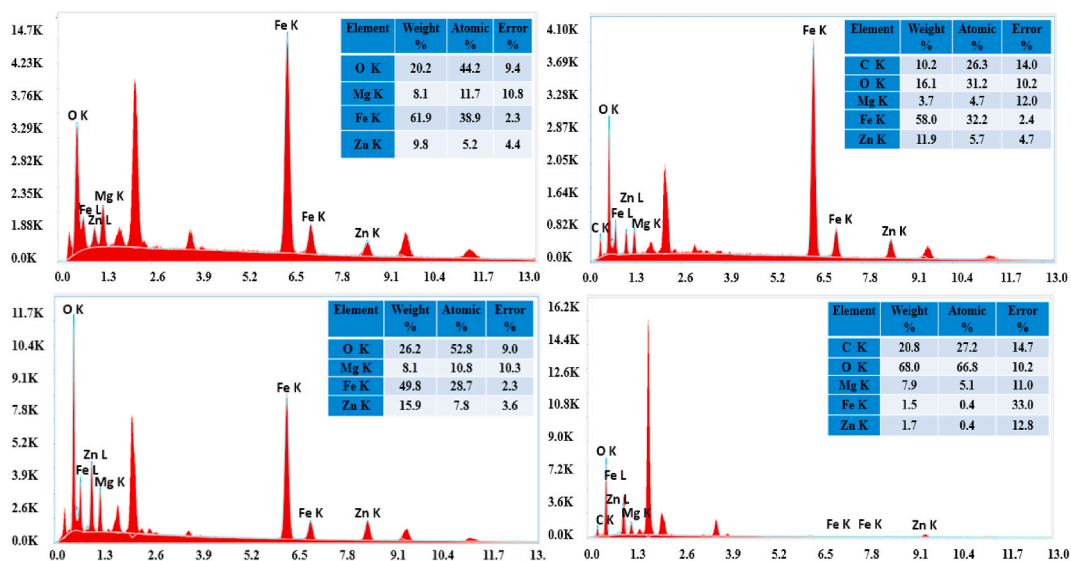 14.7K
4.23K
3.76K
3.29K
2.82K
2.35K
1.88K
0.0K
O K
Fe L
Zn L
Mg K
Fe K
Fe K
Zn K
0.0 1.3 2.6 3.9 5.2 6.5 7.8 9.1 10.4 11.7 13.0
Element Weight % Atomic % Error %
O K 20.2 44.2 9.4
Mg K 8.1 11.7 10.8
Fe K 61.9 38.9 2.3
Zn K 9.8 5.2 4.4
4.10K
3.69K
3.28K
2.87K
2.05K
1.64K
0.82K
0.0K
C K
O K
Fe L
Zn L
Mg K
Fe K
Fe K
Zn K
0.0 1.3 2.6 3.9 5.2 6.5 7.8 9.1 10.4 11.7 13.0
Element Weight % Atomic % Error %
C K 10.2 26.3 14.0
O K 16.1 31.2 10.2
Mg K 3.7 4.7 12.0
Fe K 58.0 32.2 2.4
Zn K 11.9 5.7 4.7
11.7K
10.4K
9.1K
7.8K
5.2K
3.9K
2.6K
0.0K
O K
Fe L
Zn L
Mg K
Fe K
Fe K
Zn K
0.0 1.3 2.6 3.9 5.2 6.5 7.8 9.1 10.4 11.7 13.
Element Weight % Atomic % Error %
O K 26.2 52.8 9.0
Mg K 8.1 10.8 10.3
Fe K 49.8 28.7 2.3
Zn K 15.9 7.8 3.6
16.2K
14.4K
12.6K
10.8K
9.0K
7.2K
3.6K
0.0K
O K
Fe L
Zn L
C K
Mg K
Fe K
Fe K
Zn K
0.0 1.3 2.6 3.9 5.2 6.5 7.8 9.1 10.4 11.7 13.0
Element Weight % Atomic % Error %
C K 20.8 27.2 14.7
O K 68.0 66.8 10.2
Mg K 7.9 5.1 11.0
Fe K 1.5 0.4 33.0
Zn K 1.7 0.4 12.8